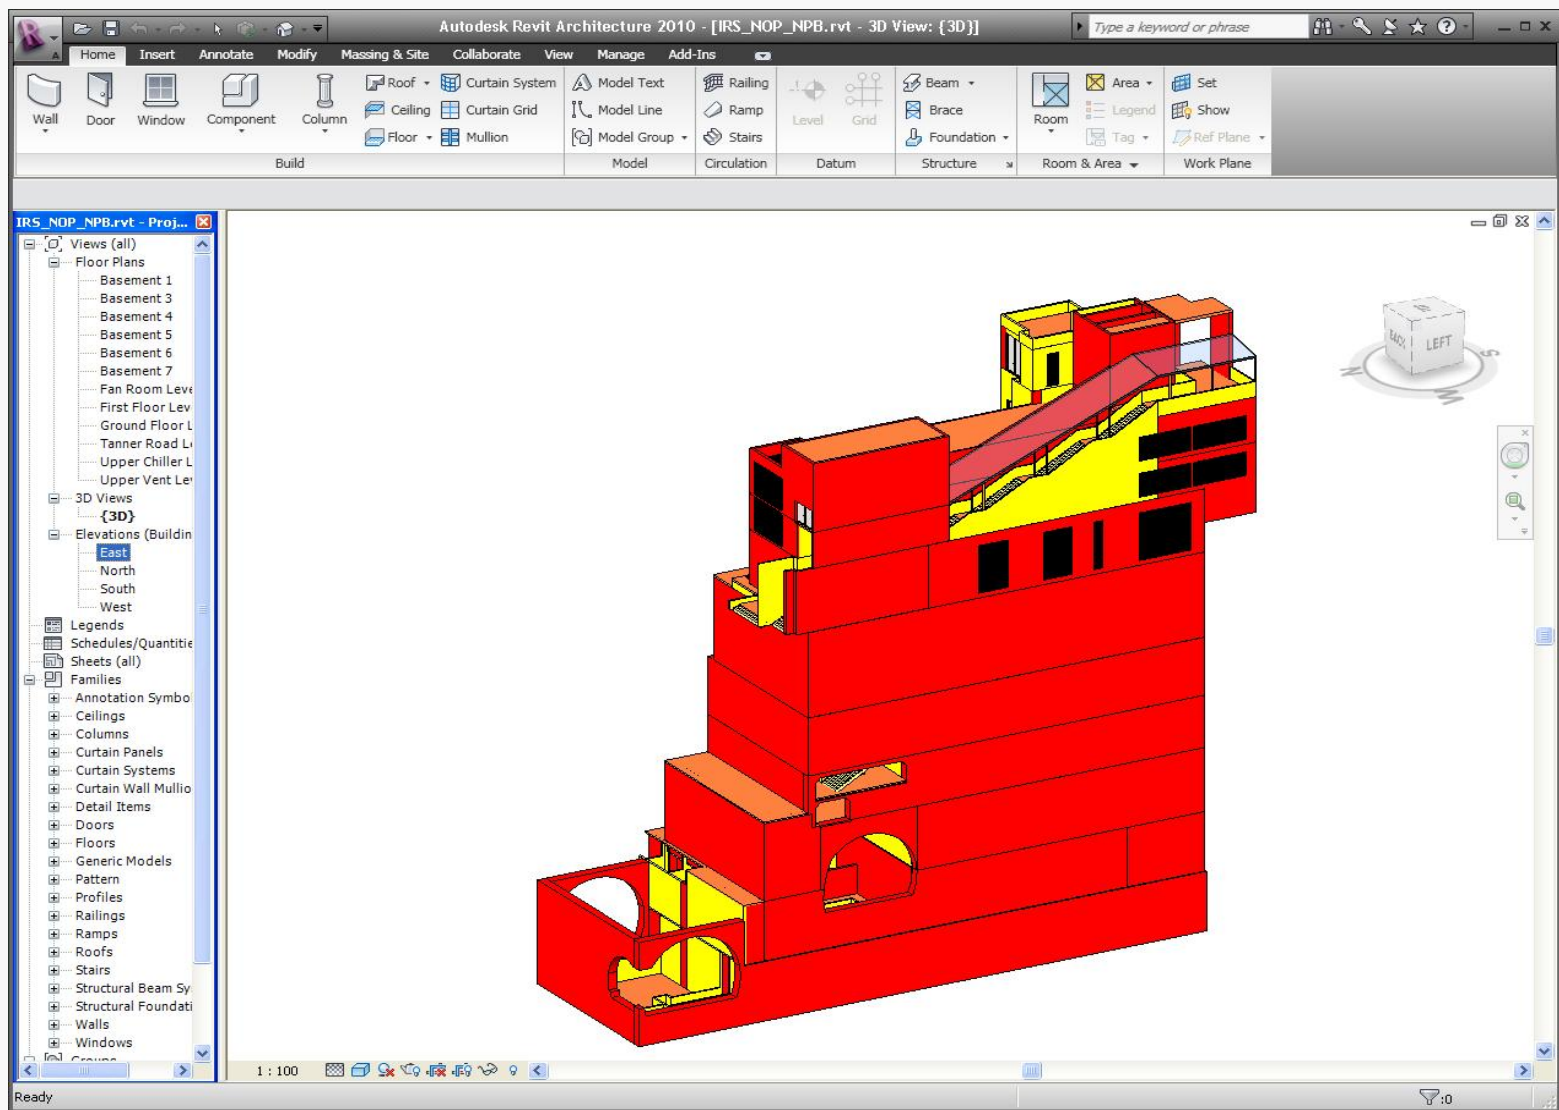 Autodesk Revit Architecture 2010 - [IRS_NOP_NPB.rvt - 3D View: {3D}]
Type a keyword or phrase
Home Insert Annotate Modify Massing & Site Collaborate View Manage Add-Ins
Wall Door Window Component Column
Roof Curtain System
Ceiling Curtain Grid
Floor Mullion
Build
Model Text
Model Line
Model Group
Model
Railing
Ramp
Stairs
Circulation
Level Grid
Datum
Beam
Brace
Foundation
Structure
Room
Area
Legend
Tag
Room & Area
Set
Show
Ref Plane
Work Plane
IRS_NOP_NPB.rvt - Proj...
Views (all)
Floor Plans
Basement 1
Basement 3
Basement 4
Basement 5
Basement 6
Basement 7
Fan Room Leve
First Floor Lev
Ground Floor L
Tanner Road L
Upper Chiller L
Upper Vent Le
3D Views
{3D}
Elevations (Buildin
East
North
South
West
Legends
Schedules/Quantitie
Sheets (all)
Families
Annotation Symbo
Ceilings
Columns
Curtain Panels
Curtain Systems
Curtain Wall Mullio
Detail Items
Doors
Floors
Generic Models
Pattern
Profiles
Railings
Ramps
Roofs
Stairs
Structural Beam Sy
Structural Foundati
Walls
Windows
Groups
BACK LEFT
N W S
1 : 100
Ready
:0